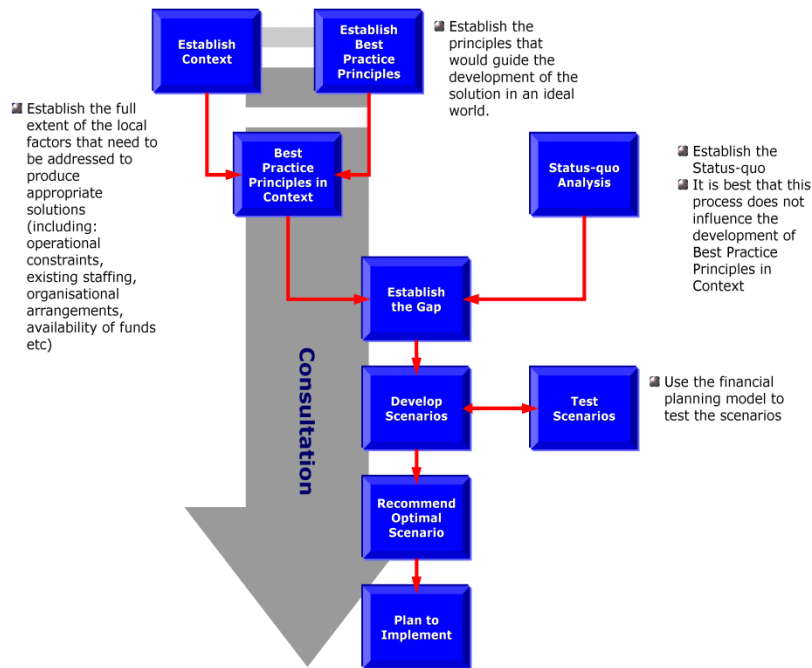 Establish
Context
Establish
Best
Practice
Principles
Establish the
principles that
would guide the
development of the
solution in an ideal
world.
Establish the full
extent of the local
factors that need to
be addressed to
produce
appropriate
solutions
(including:
operational
constraints,
existing staffing,
organisational
arrangements,
availability of funds
etc)
Best
Practice
Principles in
Context
Status-quo
Analysis
Establish the
Status-quo
It is best that this
process does not
influence the
development of
Best Practice
Principles in
Context
Establish
the Gap
Consultation
Develop
Scenarios
Test
Scenarios
Use the financial
planning model to
test the scenarios
Recommend
Optimal
Scenario
Plan to
Implement